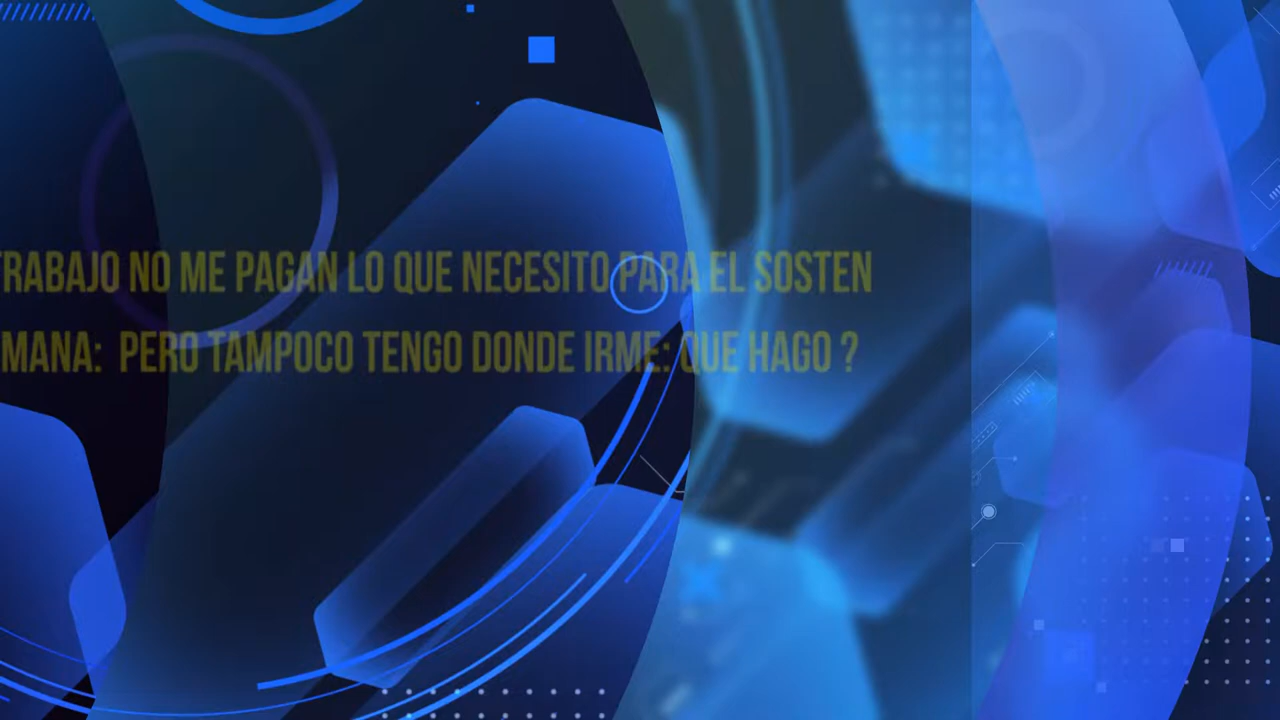 TRABAJO NO ME PAGAN LO QUE NECESITO PARA EL SOSTEN
MANA: PERO TAMPOCO TENGO DONDE IRME: QUE HAGO ?